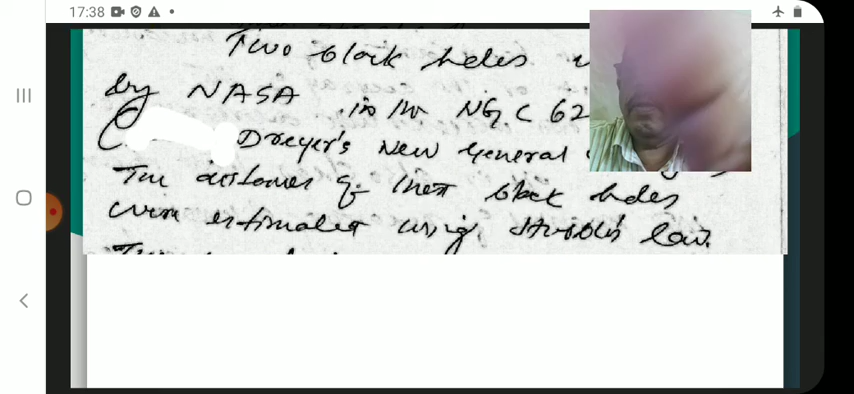 17:38
Two black holes
by NASA in the NGC 62
Dreyer's New General
The distances of these black holes
were estimated using Hubble's law.